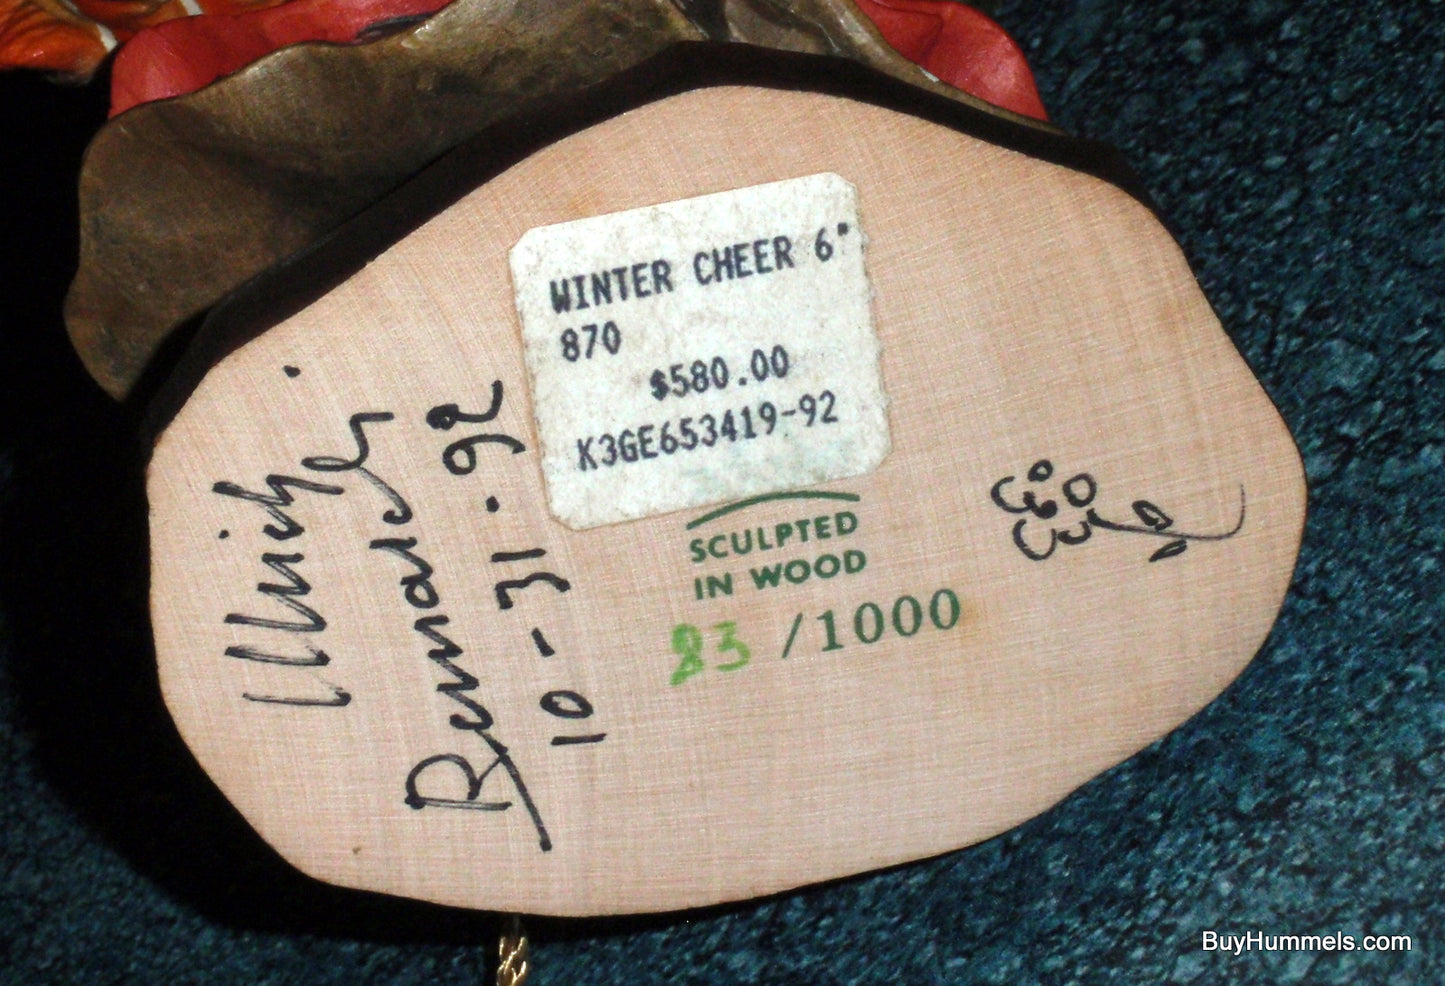 WINTER CHEER 6"
870
$580.00
K3GE653419-92
SCULPTED
IN WOOD
23 /1000
Ulrich
Bernardi
10-31.92
BuyHummels.com